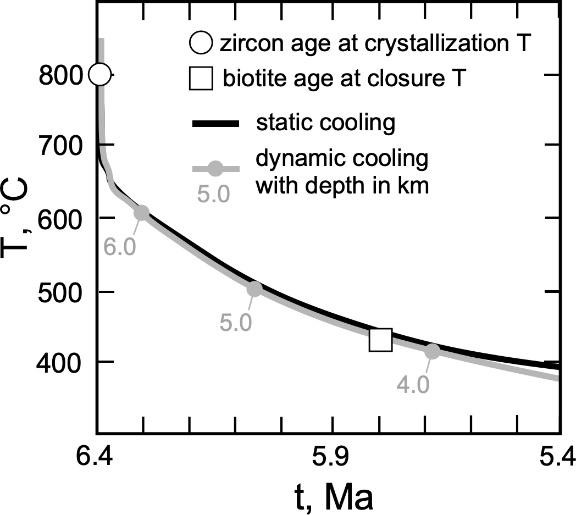 zircon age at crystallization T
biotite age at closure T
static cooling
dynamic cooling
with depth in km
5.0
800
700
600
500
400
T, °C
6.0
5.0
4.0
6.4
5.9
5.4
t, Ma